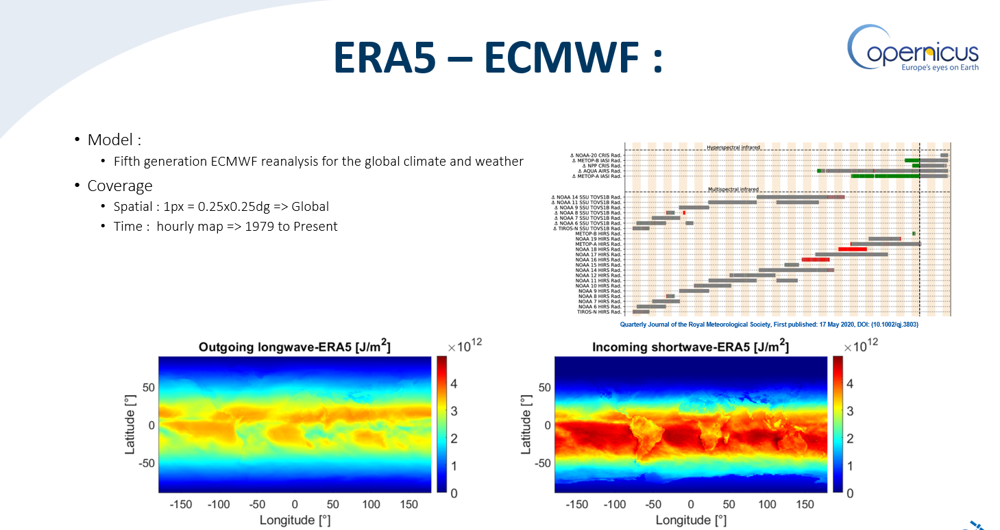 ERA5 – ECMWF :
opernicus
Europe's eyes on Earth
• Model :
• Fifth generation ECMWF reanalysis for the global climate and weather
• Coverage
• Spatial : 1px = 0.25x0.25dg => Global
• Time : hourly map => 1979 to Present
Hyperspectral infrared
⚓ NOAA-20 CRIS Rad.
⚓ METOP-B IASI Rad.
⚓ NPP CRIS Rad.
⚓ AQUA AIRS Rad.
⚓ METOP-A IASI Rad.
Multispectral infrared
⚓ NOAA 14 SSU TOVS1B Rad.
⚓ NOAA 11 SSU TOVS1B Rad.
⚓ NOAA 9 SSU TOVS1B Rad.
⚓ NOAA 8 SSU TOVS1B Rad.
⚓ NOAA 7 SSU TOVS1B Rad.
⚓ NOAA 6 SSU TOVS1B Rad.
⚓ TIROS-N SSU TOVS1B Rad.
METOP-B HIRS Rad.
NOAA 19 HIRS Rad.
METOP-A HIRS Rad.
NOAA 18 HIRS Rad.
NOAA 17 HIRS Rad.
NOAA 16 HIRS Rad.
NOAA 15 HIRS Rad.
NOAA 14 HIRS Rad.
NOAA 12 HIRS Rad.
NOAA 11 HIRS Rad.
NOAA 10 HIRS Rad.
NOAA 9 HIRS Rad.
NOAA 8 HIRS Rad.
NOAA 7 HIRS Rad.
NOAA 6 HIRS Rad.
TIROS-N HIRS Rad.
Quarterly Journal of the Royal Meteorological Society, First published: 17 May 2020, DOI: (10.1002/qj.3803)
Outgoing longwave-ERA5 [J/m²]
×10¹²
50
0
-50
Latitude [°]
-150 -100 -50 0 50 100 150
Longitude [°]
4
3
2
1
0
Incoming shortwave-ERA5 [J/m²]
×10¹²
50
0
-50
Latitude [°]
-150 -100 -50 0 50 100 150
Longitude [°]
4
3
2
1
0